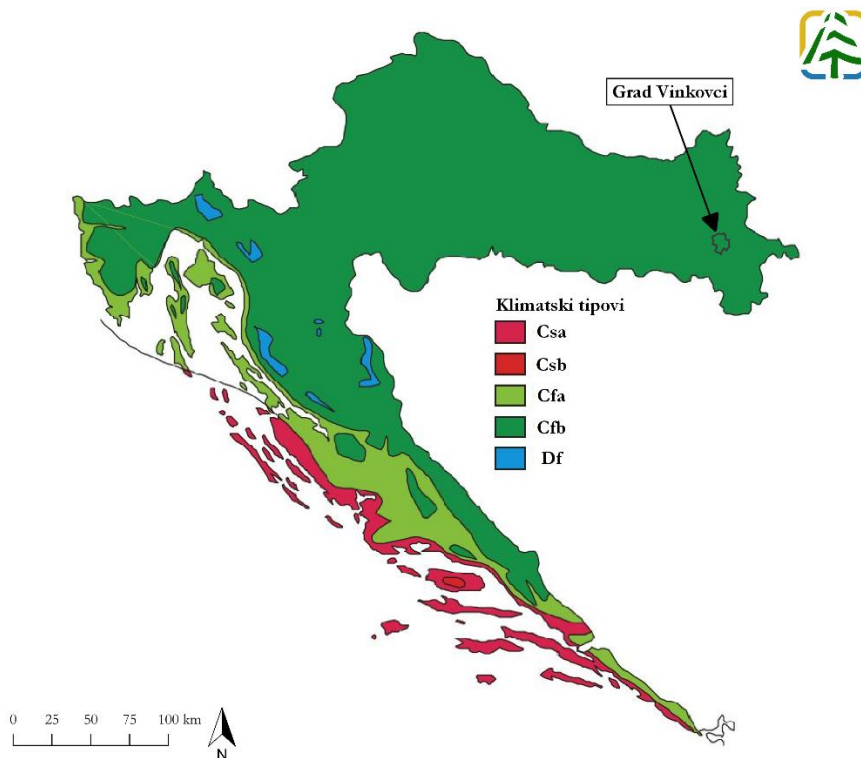 Grad Vinkovci
Klimatski tipovi
Csa
Csb
Cfa
Cfb
Df
0 25 50 75 100 km
N